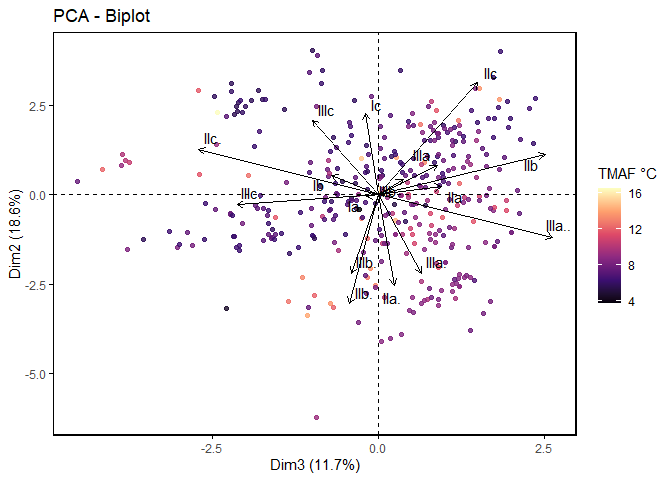 PCA - Biplot
IIc
IIIc
Ic
IIc
IIIa
IIb
Ib
IIIc
IIa.
Ia.
IIIa..
IIb.
IIIa.
IIb.
IIa.
2.5
0.0
-2.5
-5.0
Dim2 (18.6%)
-2.5
0.0
2.5
Dim3 (11.7%)
TMAF °C
16
12
8
4